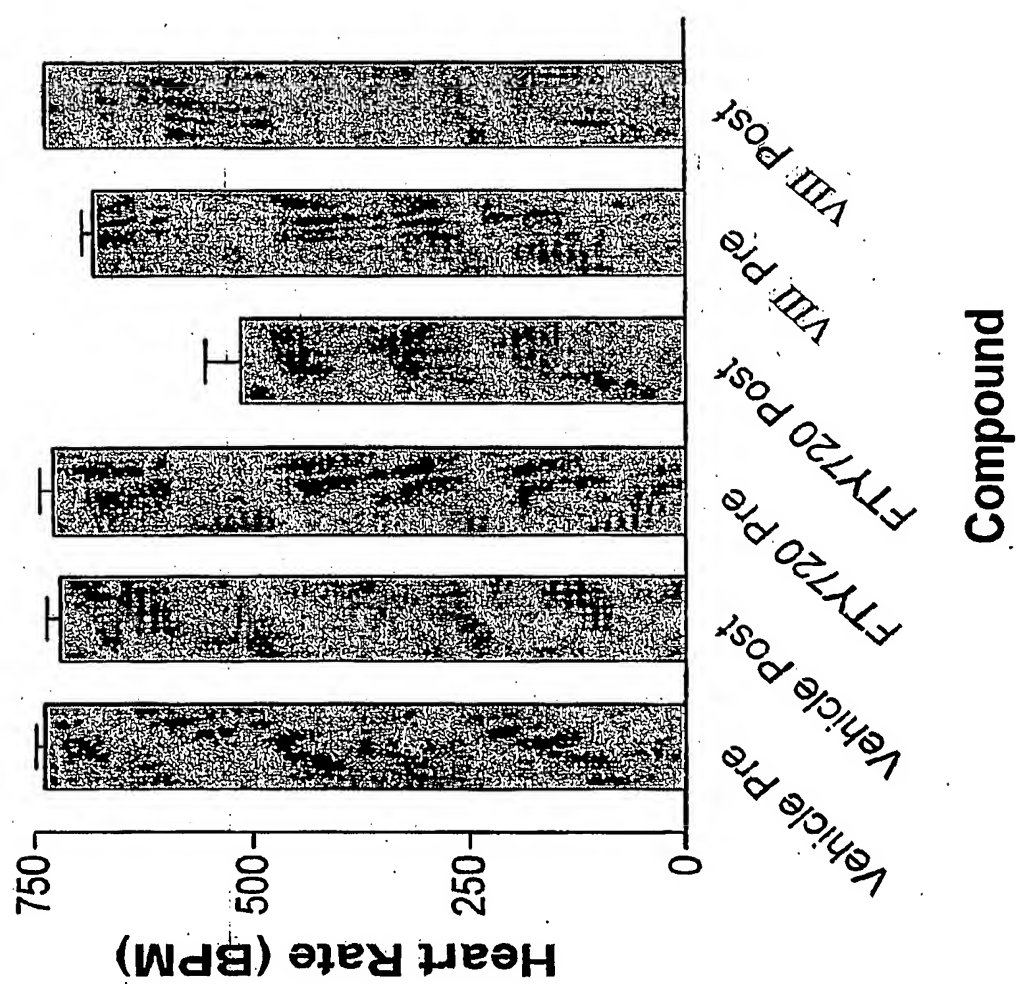 Heart Rate (BPM)
750
500
250
0
Vehicle Pre
Vehicle Post
FTY720 Pre
FTY720 Post
VIII Pre
VIII Post
Compound